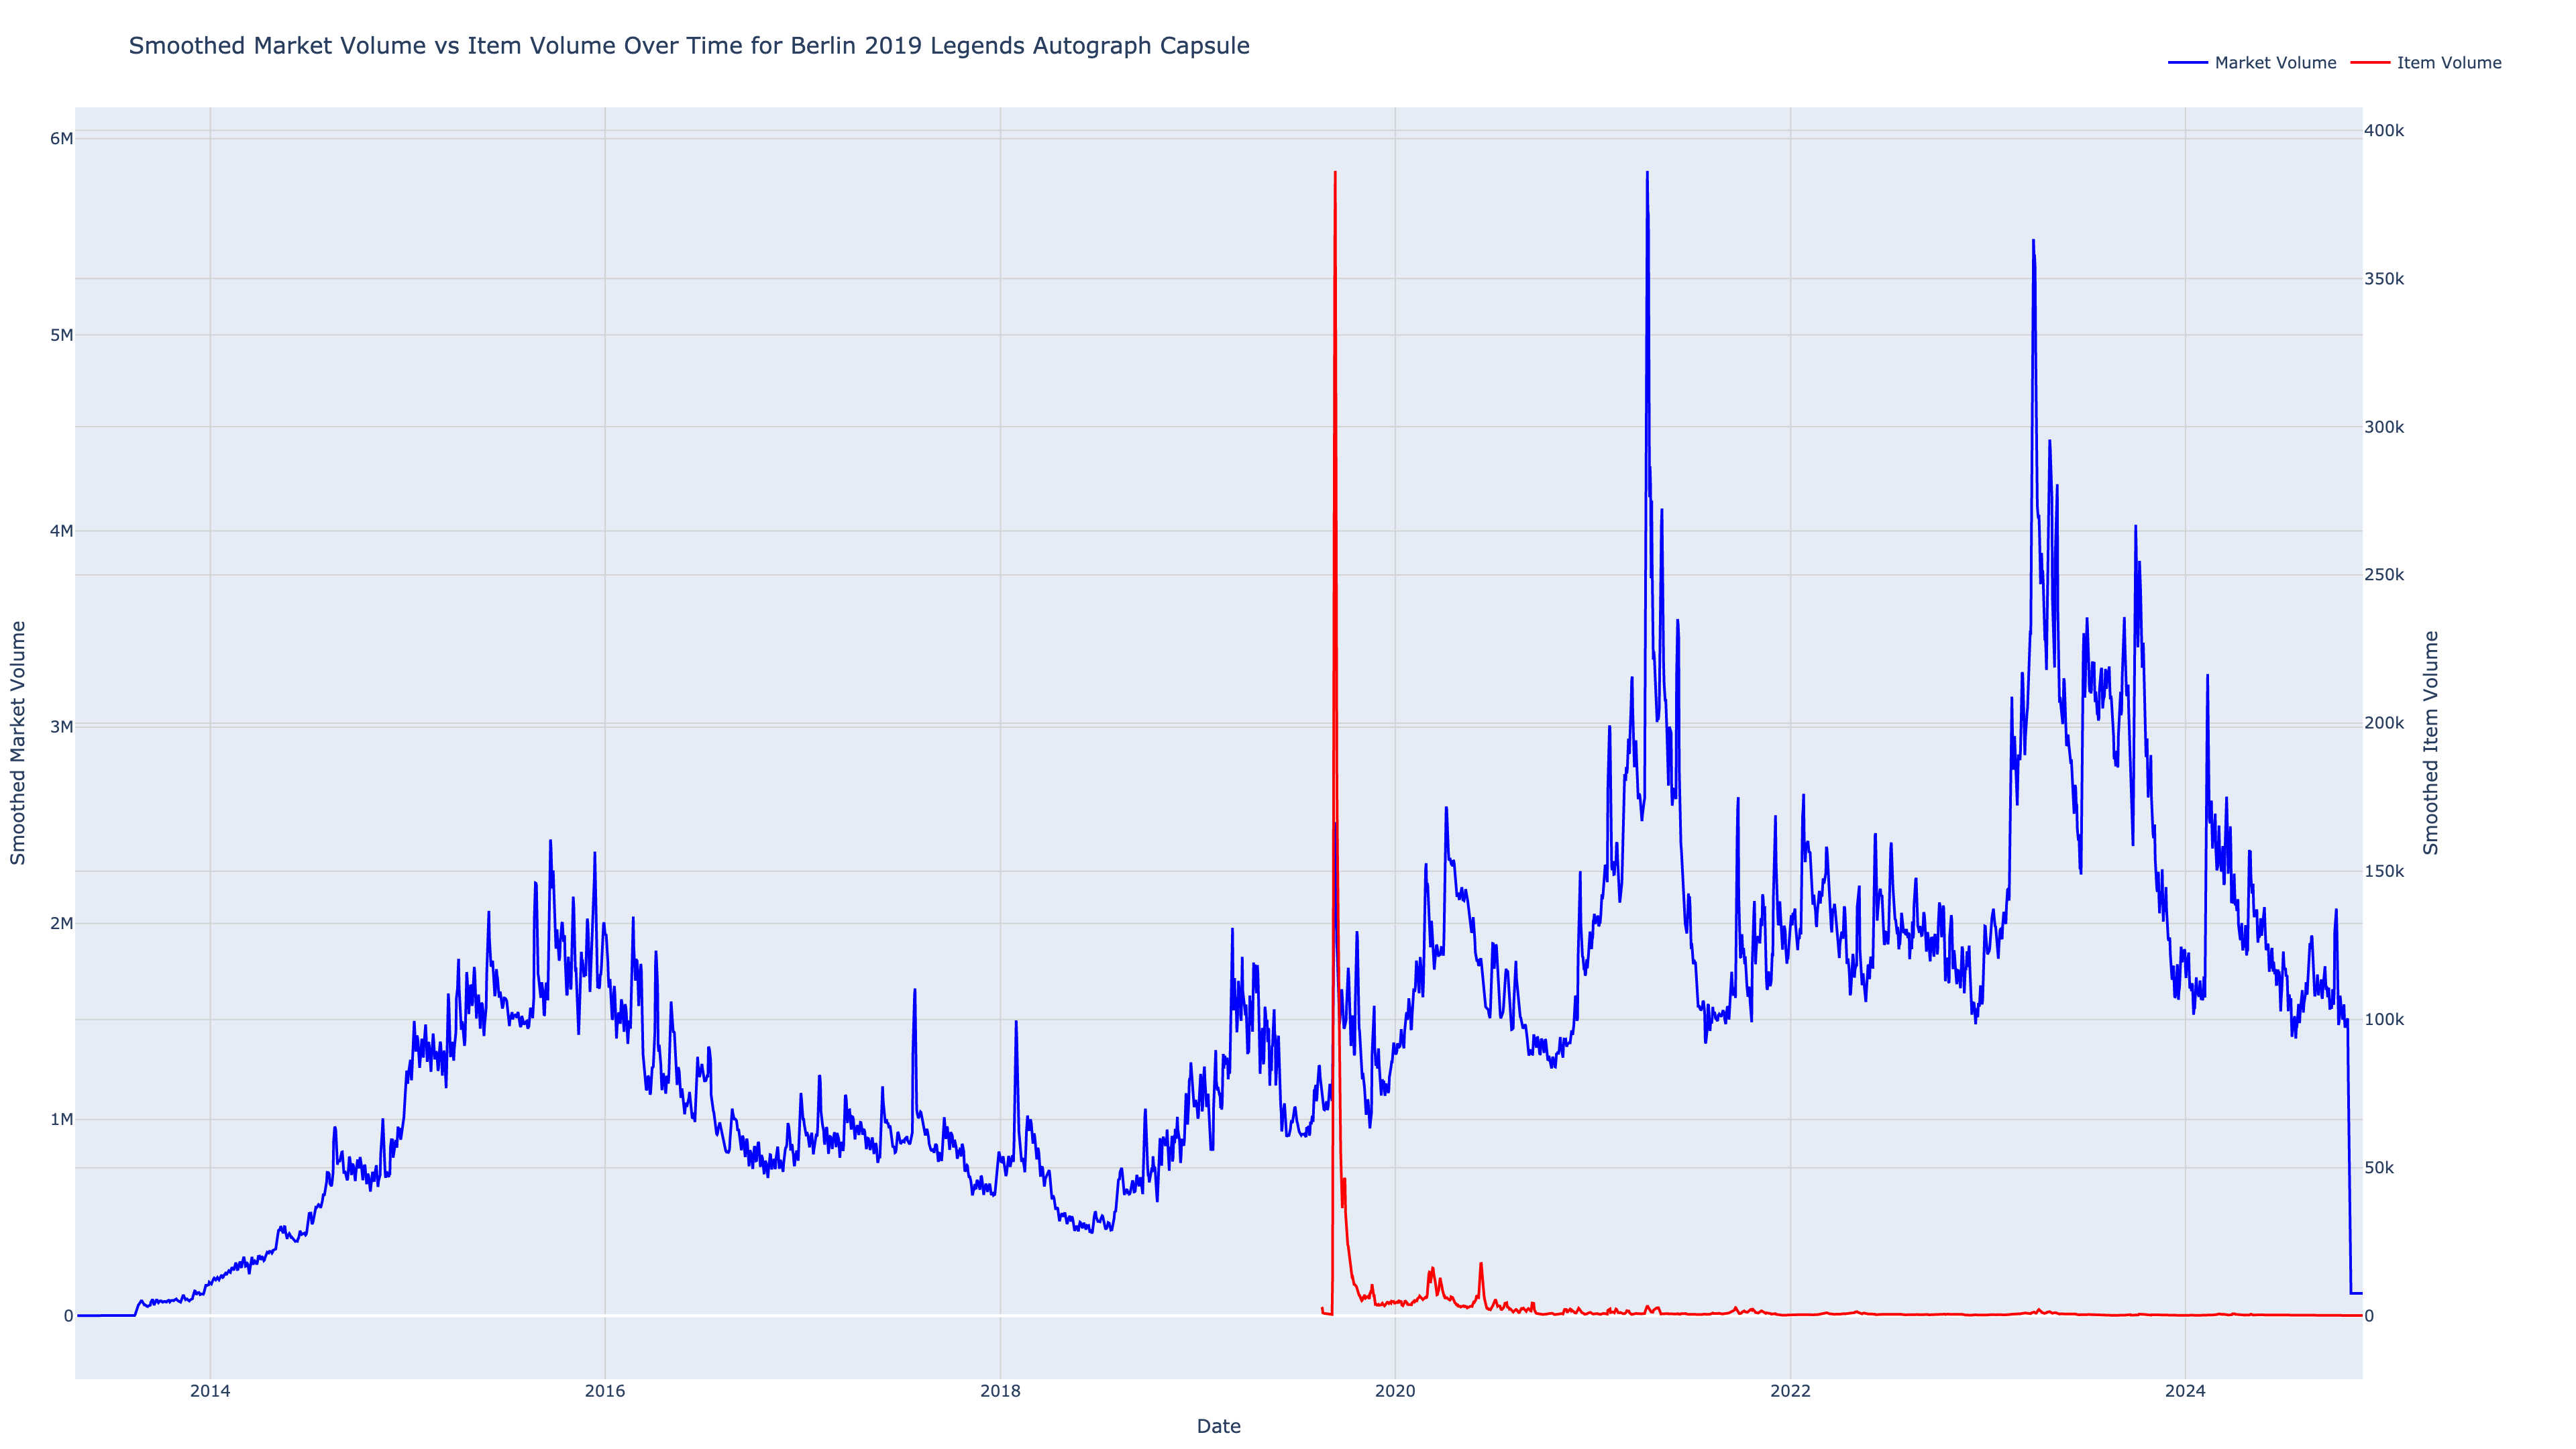 Smoothed Market Volume vs Item Volume Over Time for Berlin 2019 Legends Autograph Capsule
Market Volume
Item Volume
6M
5M
4M
3M
2M
1M
0
Smoothed Market Volume
400k
350k
300k
250k
200k
150k
100k
50k
0
Smoothed Item Volume
2014
2016
2018
2020
2022
2024
Date